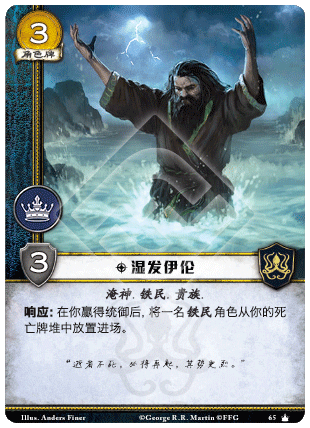 3
角色牌
3
湿发伊伦
淹神. 铁民. 贵族.
响应: 在你赢得统御后, 将一名铁民角色从你的死
亡牌堆中放置进场。
“逝者不死, 必将再起, 其势更烈。”
Illus. Anders Finer ©George R.R. Martin ©FFG 65